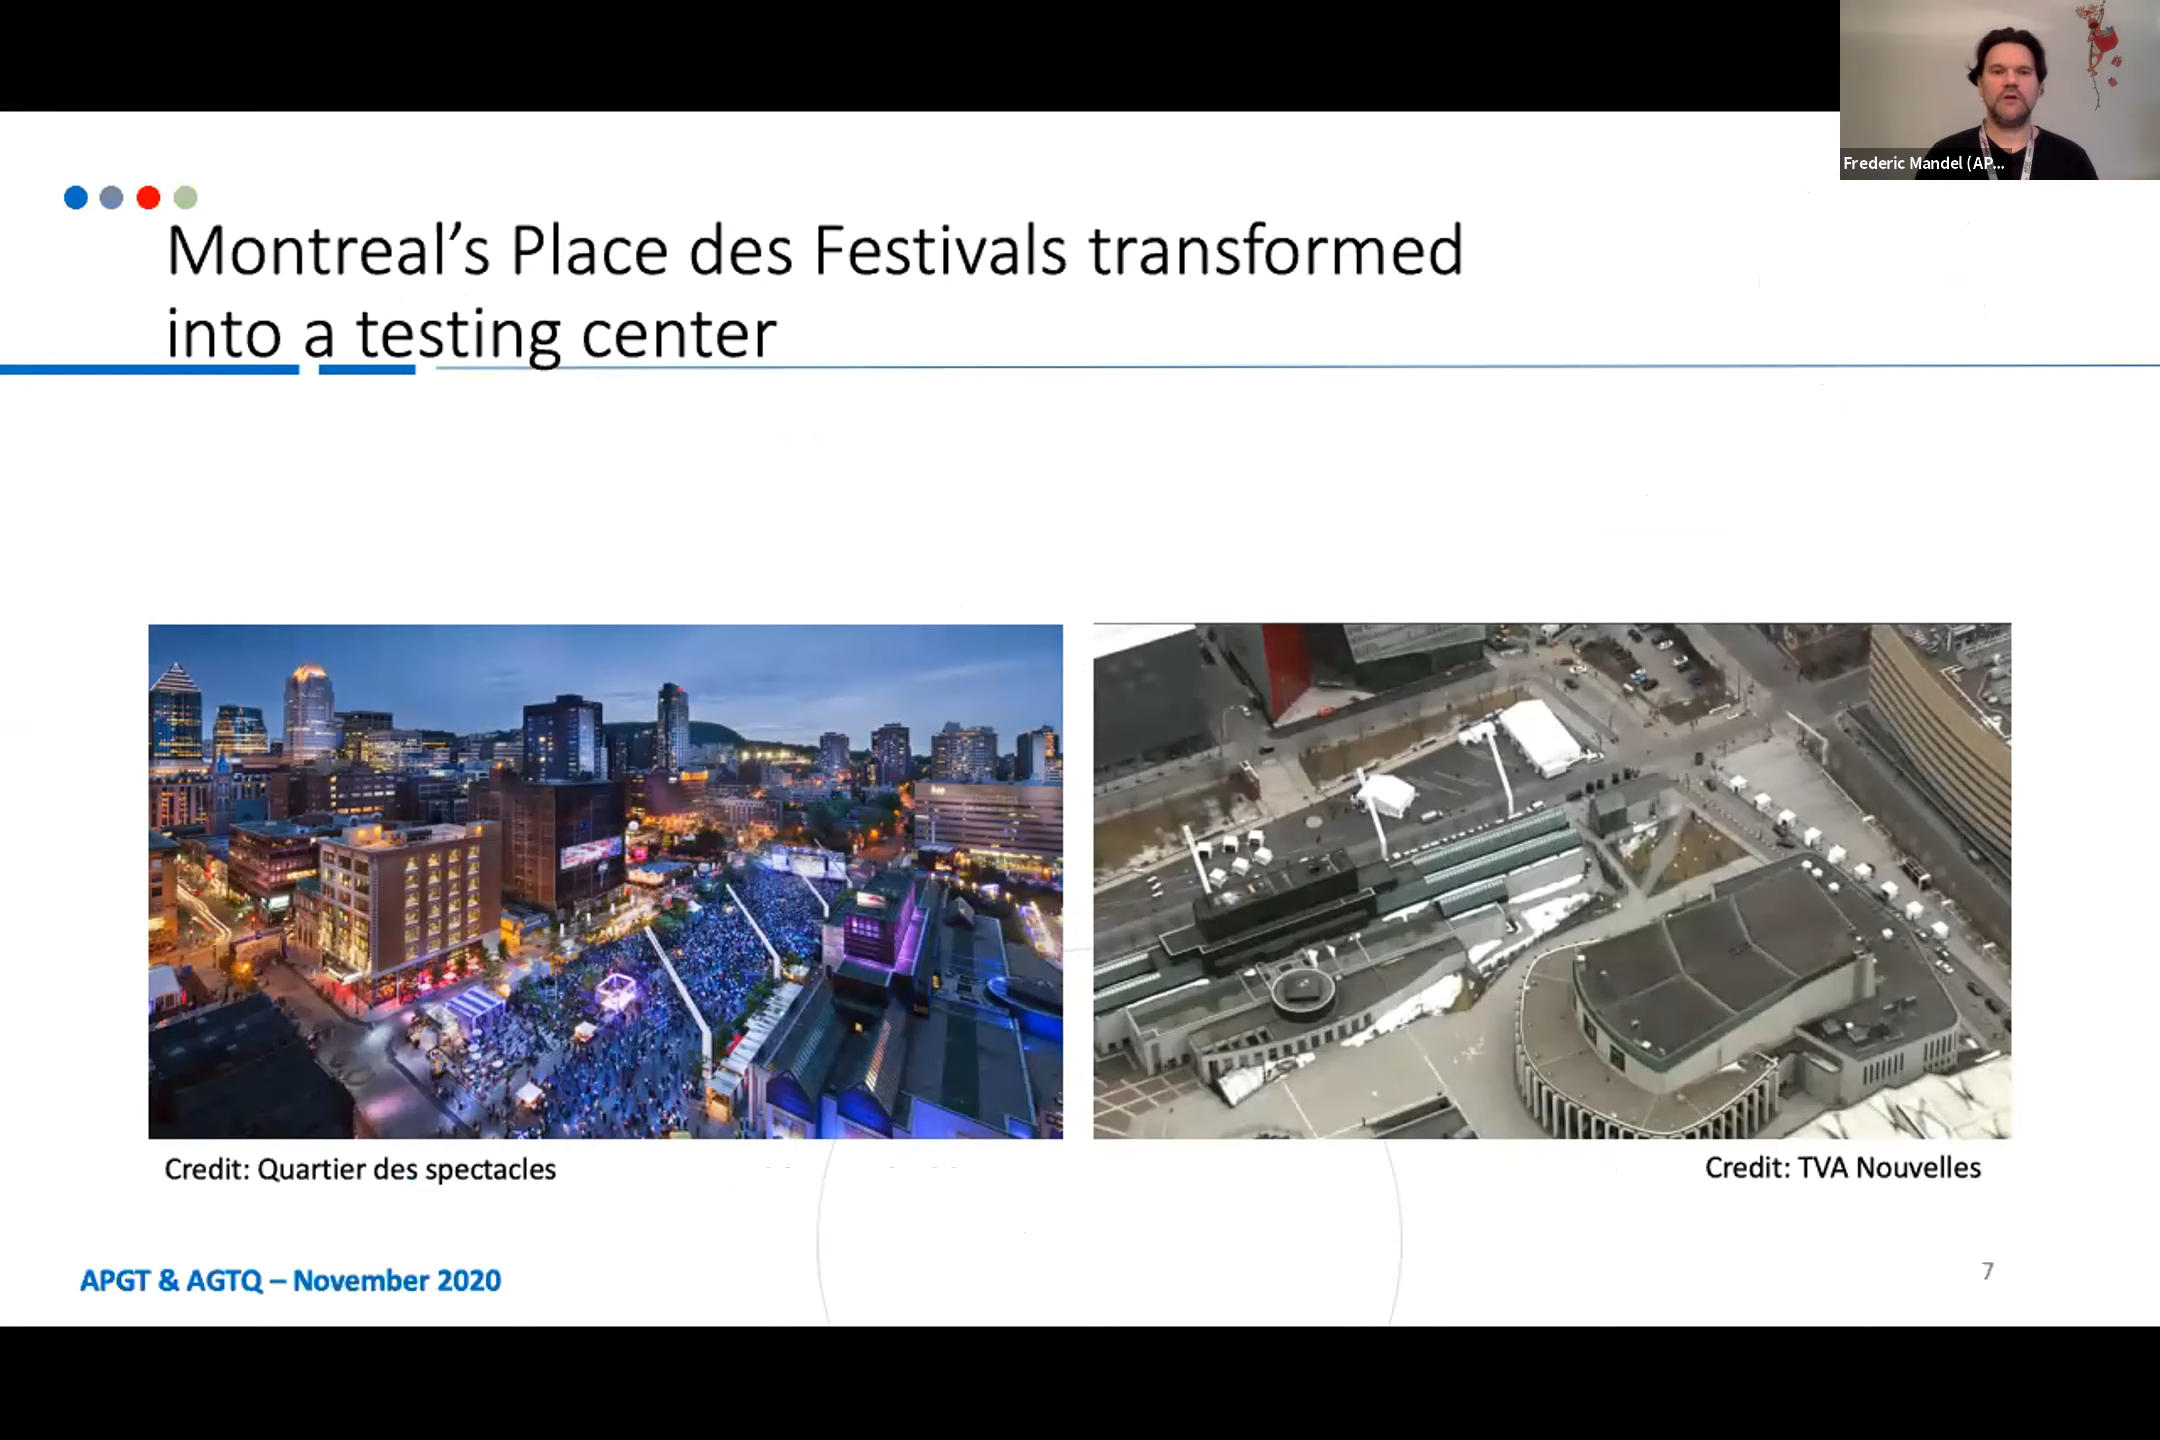 Frederic Mandel (AP...
Montreal’s Place des Festivals transformed
into a testing center
Credit: Quartier des spectacles
Credit: TVA Nouvelles
APGT & AGTQ – November 2020
7